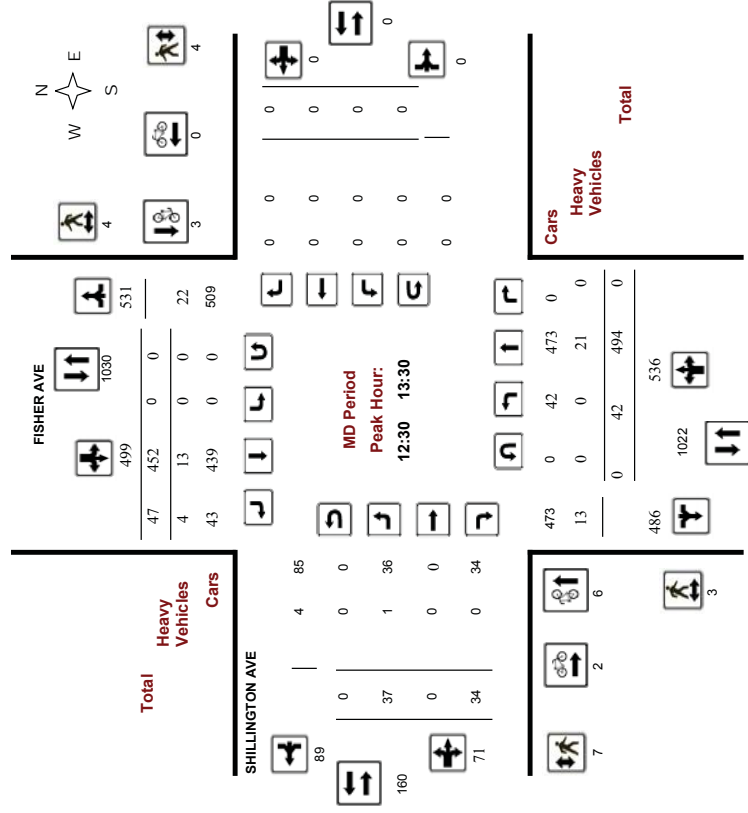 N
W E
S
4
0
3
4
FISHER AVE
1030
499
531
47 452 0 0
4 13 0 0 22
43 439 0 0 509
Total
Heavy
Vehicles
Cars
0
0
0
0 0 0
0 0 0
0 0 0
0 0 0
0 0
MD Period
Peak Hour:
12:30 13:30
SHILLINGTON AVE
89
4 85
160
0 0 0
37 1 36
0 0 0
34 0 34
71
Cars
Heavy
Vehicles
Total
473 0 42 473 0
13 0 0 21 0
0 42 494 0
486
1022
536
7
2
6
3